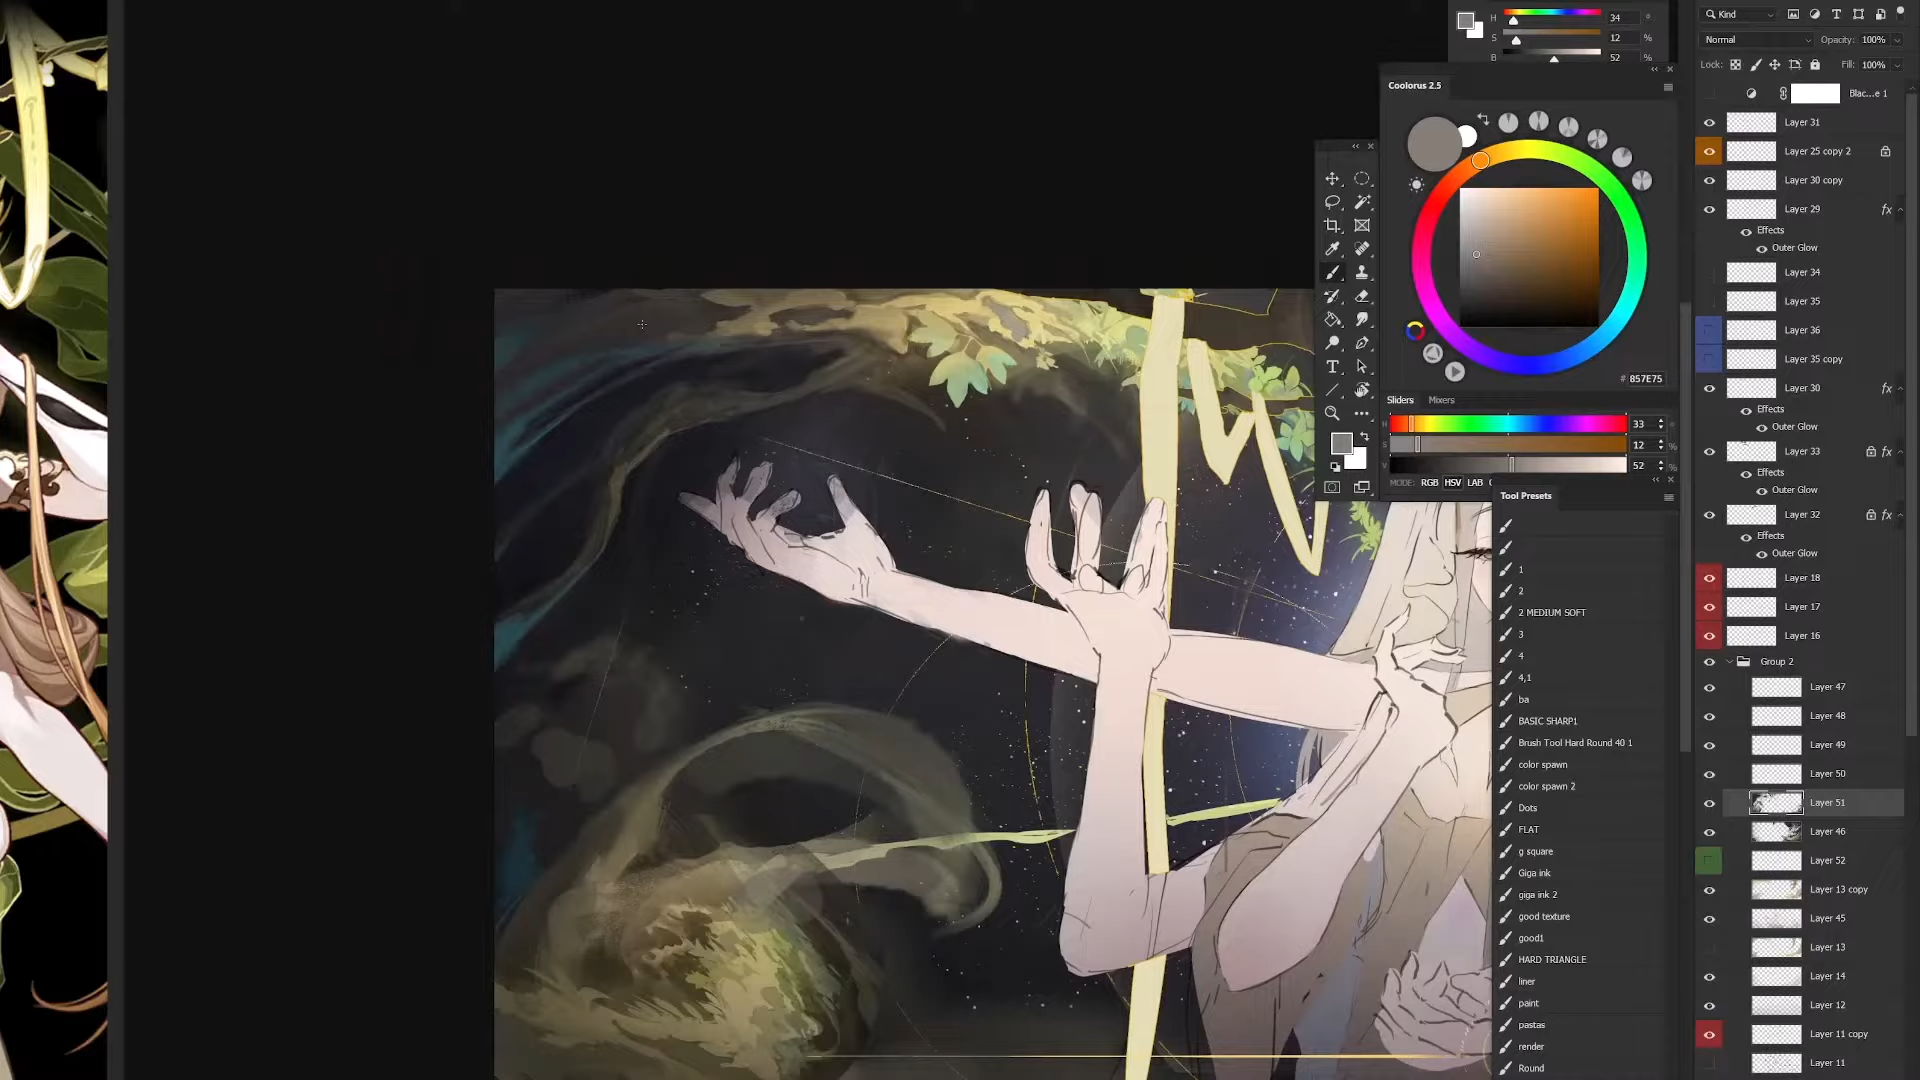 H 34 °
S 12 %
B 52 %
Coolorus 2.5
# 857E75
Sliders Mixers
H 33 °
S 12 %
V 52 %
MODE: RGB HSV LAB
Tool Presets
1
2
2 MEDIUM SOFT
3
4
4,1
ba
BASIC SHARP1
Brush Tool Hard Round 40 1
color spawn
color spawn 2
Dots
FLAT
g square
Giga ink
giga ink 2
good texture
good1
HARD TRIANGLE
liner
paint
pastas
render
Round
Kind
Normal Opacity: 100%
Lock: Fill: 100%
Blac...e 1
Layer 31
Layer 25 copy 2
Layer 30 copy
Layer 29 fx
Effects
Outer Glow
Layer 34
Layer 35
Layer 36
Layer 35 copy
Layer 30 fx
Effects
Outer Glow
Layer 33 fx
Effects
Outer Glow
Layer 32 fx
Effects
Outer Glow
Layer 18
Layer 17
Layer 16
Group 2
Layer 47
Layer 48
Layer 49
Layer 50
Layer 51
Layer 46
Layer 52
Layer 13 copy
Layer 45
Layer 13
Layer 14
Layer 12
Layer 11 copy
Layer 11